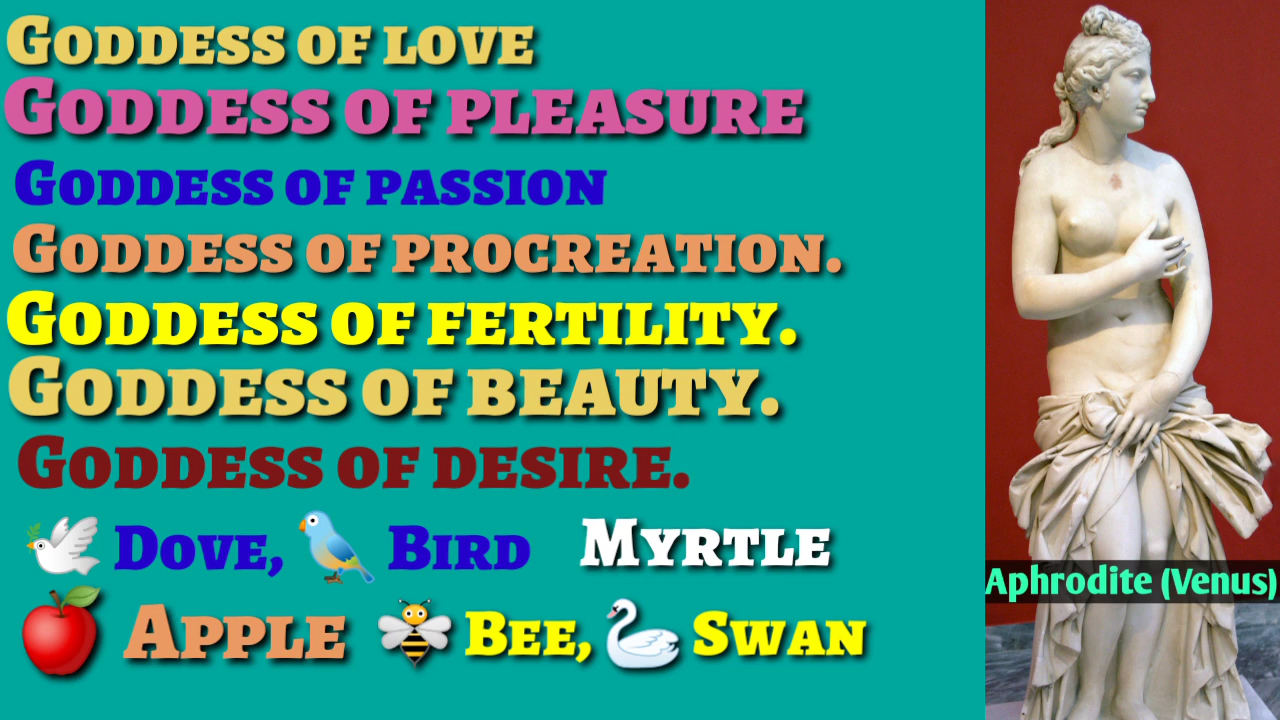 Goddess of love
Goddess of pleasure
Goddess of passion
Goddess of procreation.
Goddess of fertility.
Goddess of beauty.
Goddess of desire.
Dove, Bird Myrtle
Apple Bee, Swan
Aphrodite (Venus)